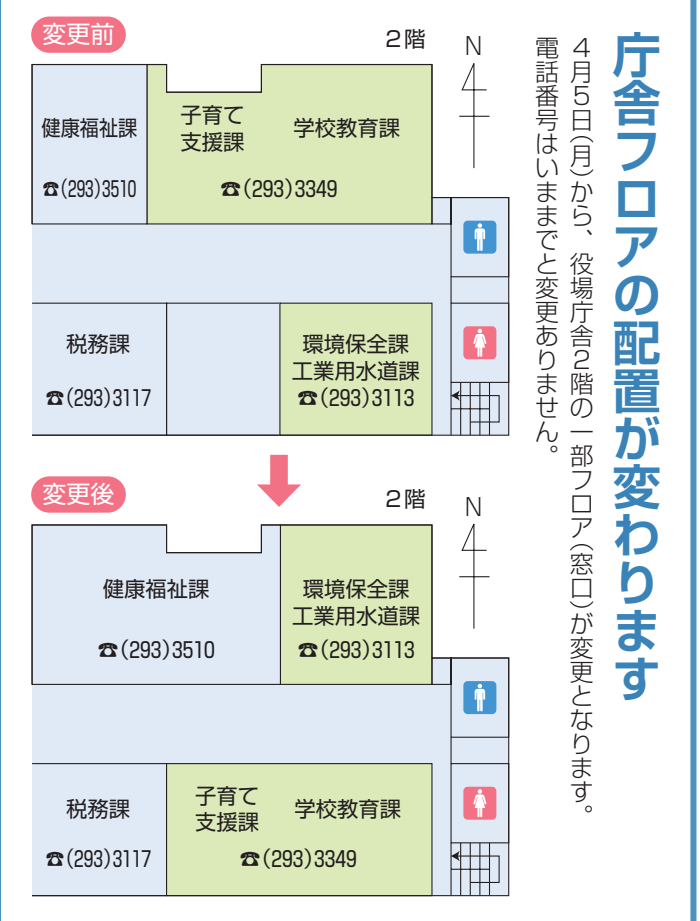 庁舎フロアの配置が変わります
４月５日(月)から、役場庁舎２階の一部フロア(窓口)が変更となります。
電話番号はいままでと変更ありません。
変更前
２階
N
健康福祉課
☎(293)3510
子育て
支援課
学校教育課
☎(293)3349
税務課
☎(293)3117
環境保全課
工業用水道課
☎(293)3113
変更後
２階
N
健康福祉課
☎(293)3510
環境保全課
工業用水道課
☎(293)3113
税務課
☎(293)3117
子育て
支援課
学校教育課
☎(293)3349